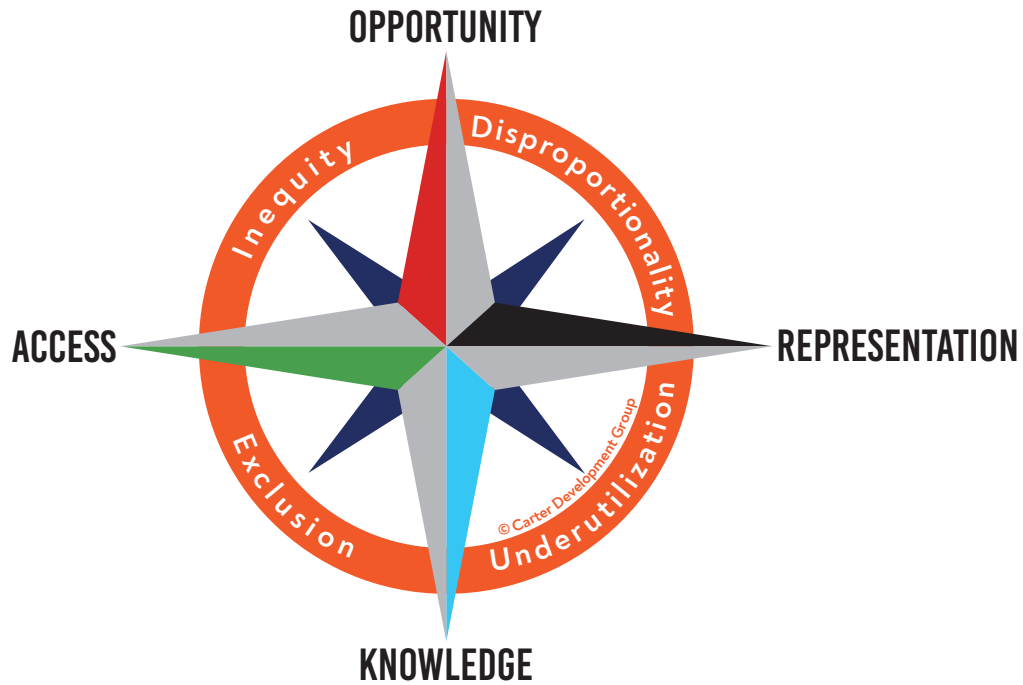 OPPORTUNITY
Inequity
Disproportionality
ACCESS
REPRESENTATION
Exclusion
© Carter Development Group
Underutilization
KNOWLEDGE